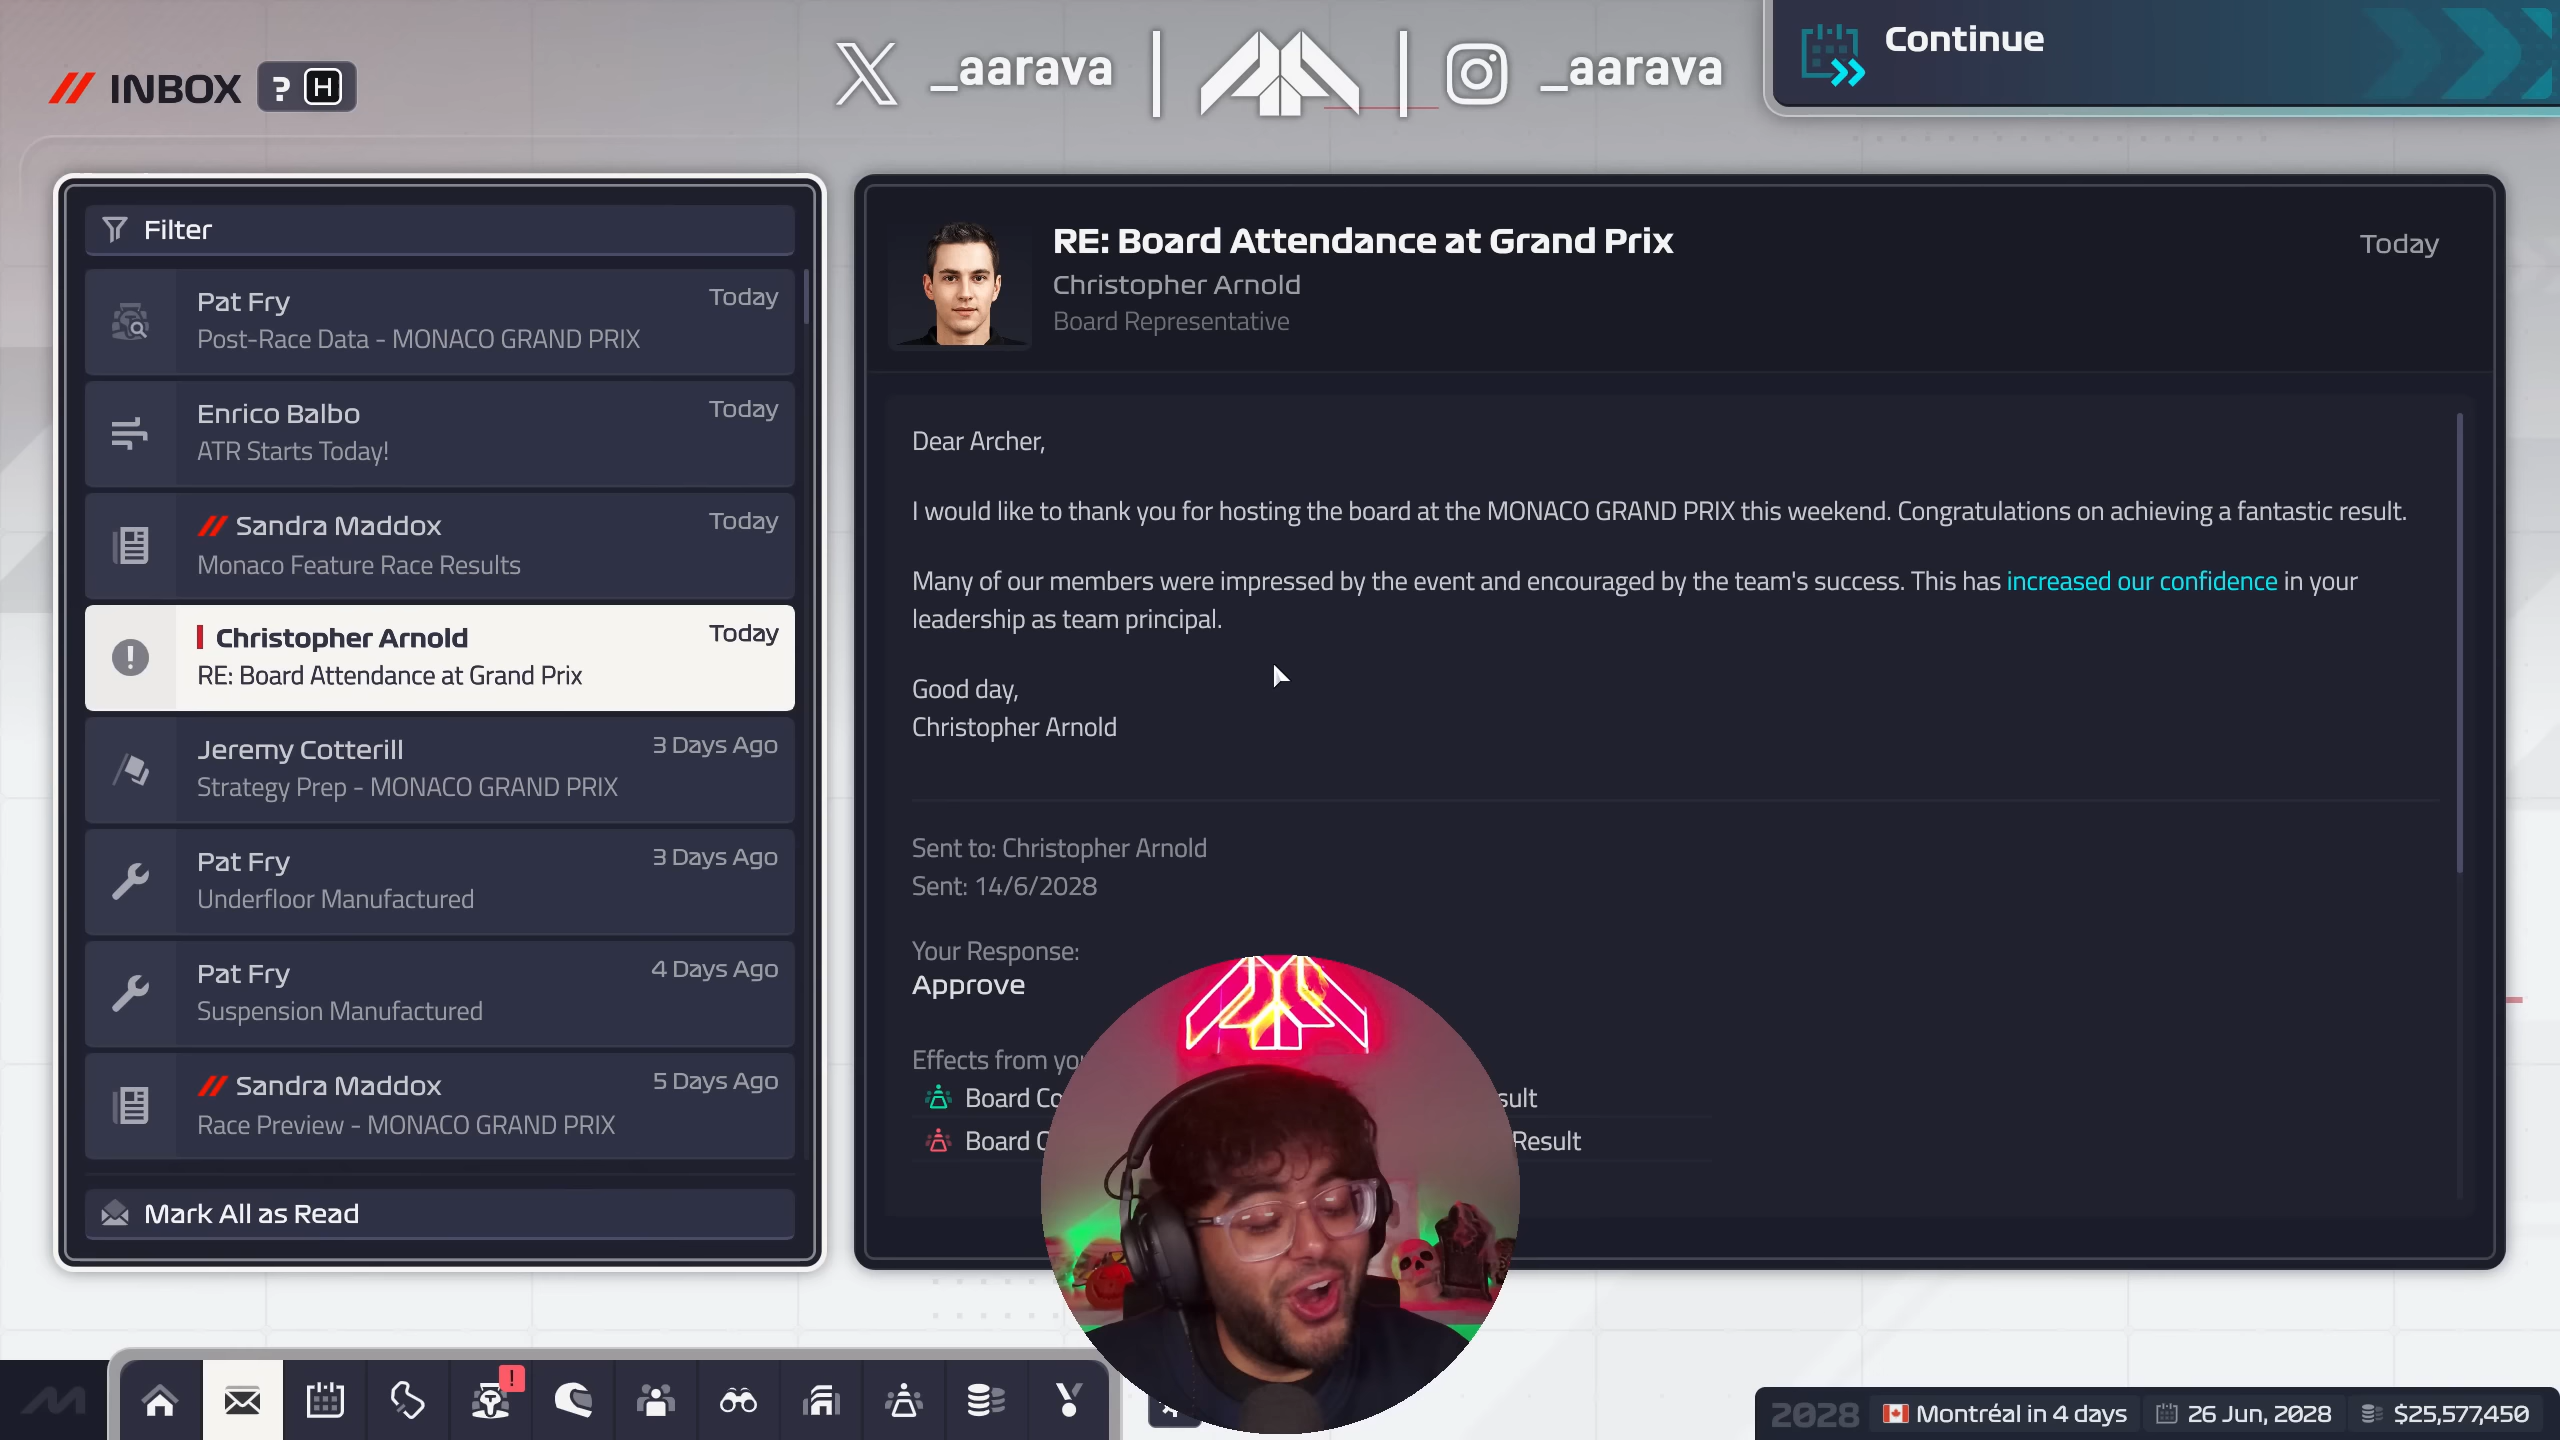 INBOX ? H
_aarava
_aarava
Continue
Filter
Pat Fry
Today
Post-Race Data - MONACO GRAND PRIX
Enrico Balbo
Today
ATR Starts Today!
Sandra Maddox
Today
Monaco Feature Race Results
Christopher Arnold
Today
RE: Board Attendance at Grand Prix
Jeremy Cotterill
3 Days Ago
Strategy Prep - MONACO GRAND PRIX
Pat Fry
3 Days Ago
Underfloor Manufactured
Pat Fry
4 Days Ago
Suspension Manufactured
Sandra Maddox
5 Days Ago
Race Preview - MONACO GRAND PRIX
Mark All as Read
RE: Board Attendance at Grand Prix
Today
Christopher Arnold
Board Representative
Dear Archer,
I would like to thank you for hosting the board at the MONACO GRAND PRIX this weekend. Congratulations on achieving a fantastic result.
Many of our members were impressed by the event and encouraged by the team's success. This has increased our confidence in your
leadership as team principal.
Good day,
Christopher Arnold
Sent to: Christopher Arnold
Sent: 14/6/2028
Your Response:
Approve
Effects from
Board
Board Result
2028 Montréal in 4 days 26 Jun, 2028 $25,577,450